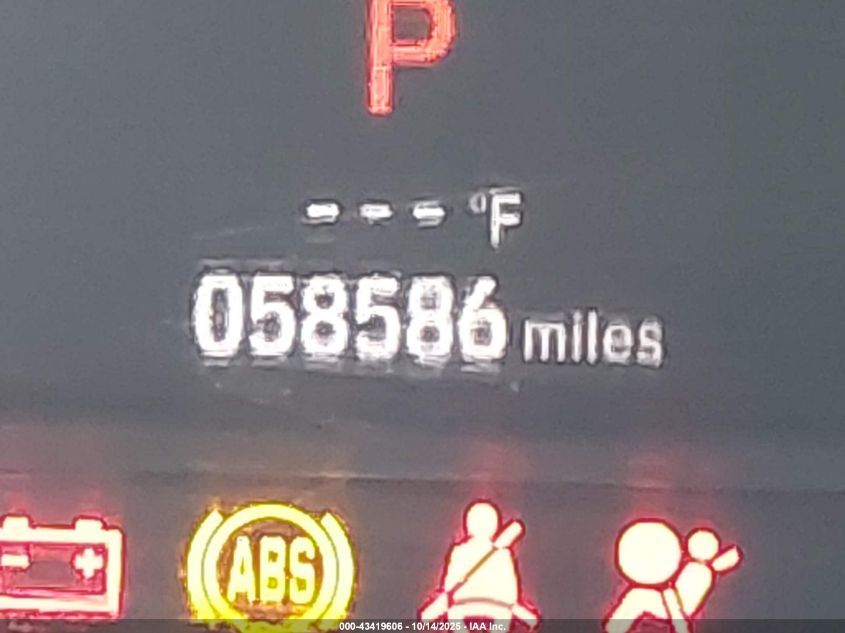 P
--- °F
058586 miles
ABS
000-43419606 - 10/14/2025 - IAA Inc.